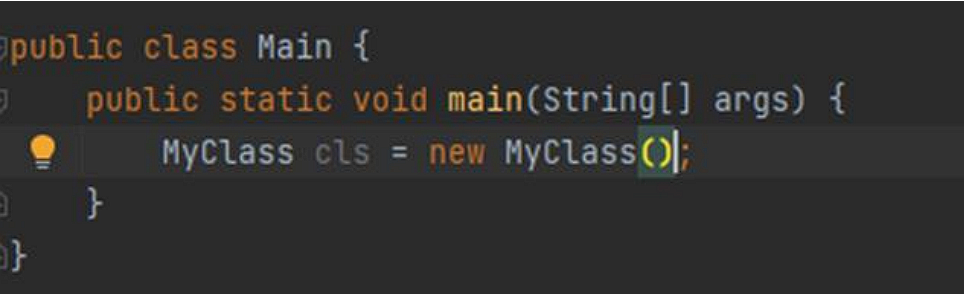 public class Main {
public static void main(String[] args) {
MyClass cls = new MyClass();
}
}